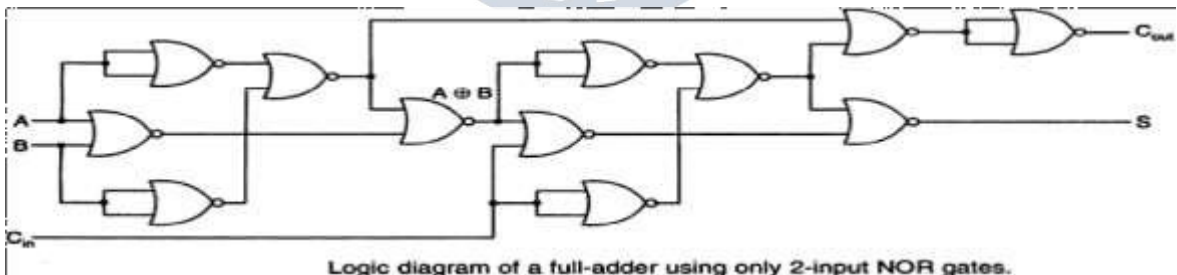 A ⊕ B
C_out
A
B
S
C_in
Logic diagram of a full-adder using only 2-input NOR gates.